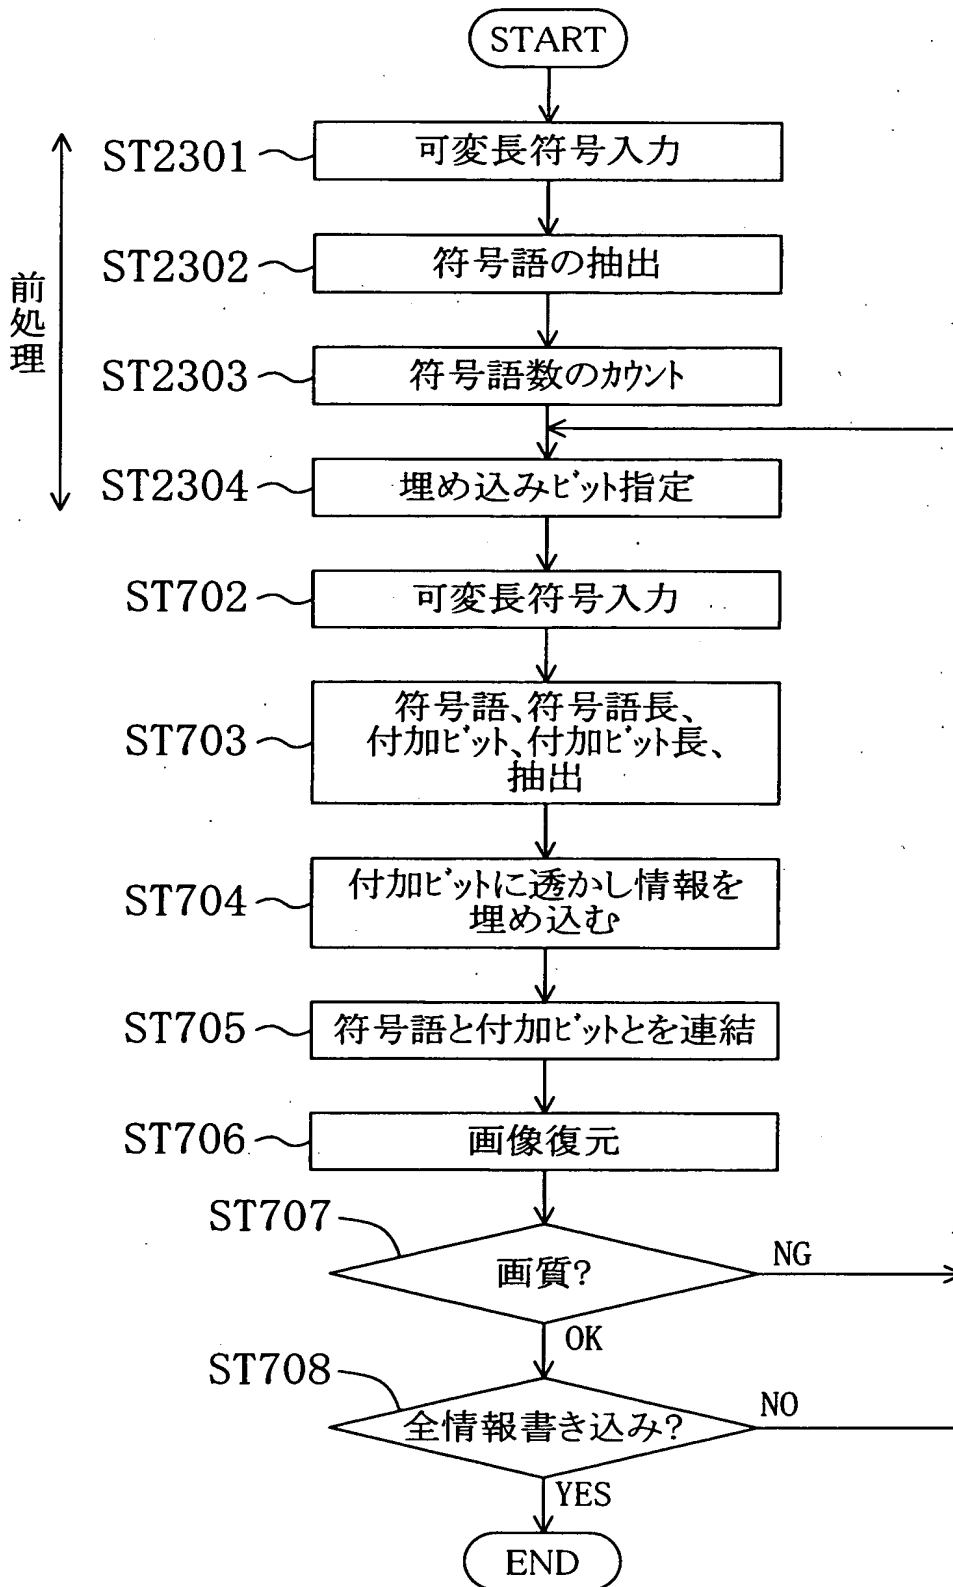 START
ST2301
可変長符号入力
ST2302
符号語の抽出
前処理
ST2303
符号語数のカウント
ST2304
埋め込みビット指定
ST702
可変長符号入力
ST703
符号語、符号語長、
付加ビット、付加ビット長、
抽出
ST704
付加ビットに透かし情報を
埋め込む
ST705
符号語と付加ビットとを連結
ST706
画像復元
ST707
画質?
NG
OK
ST708
全情報書き込み?
NO
YES
END